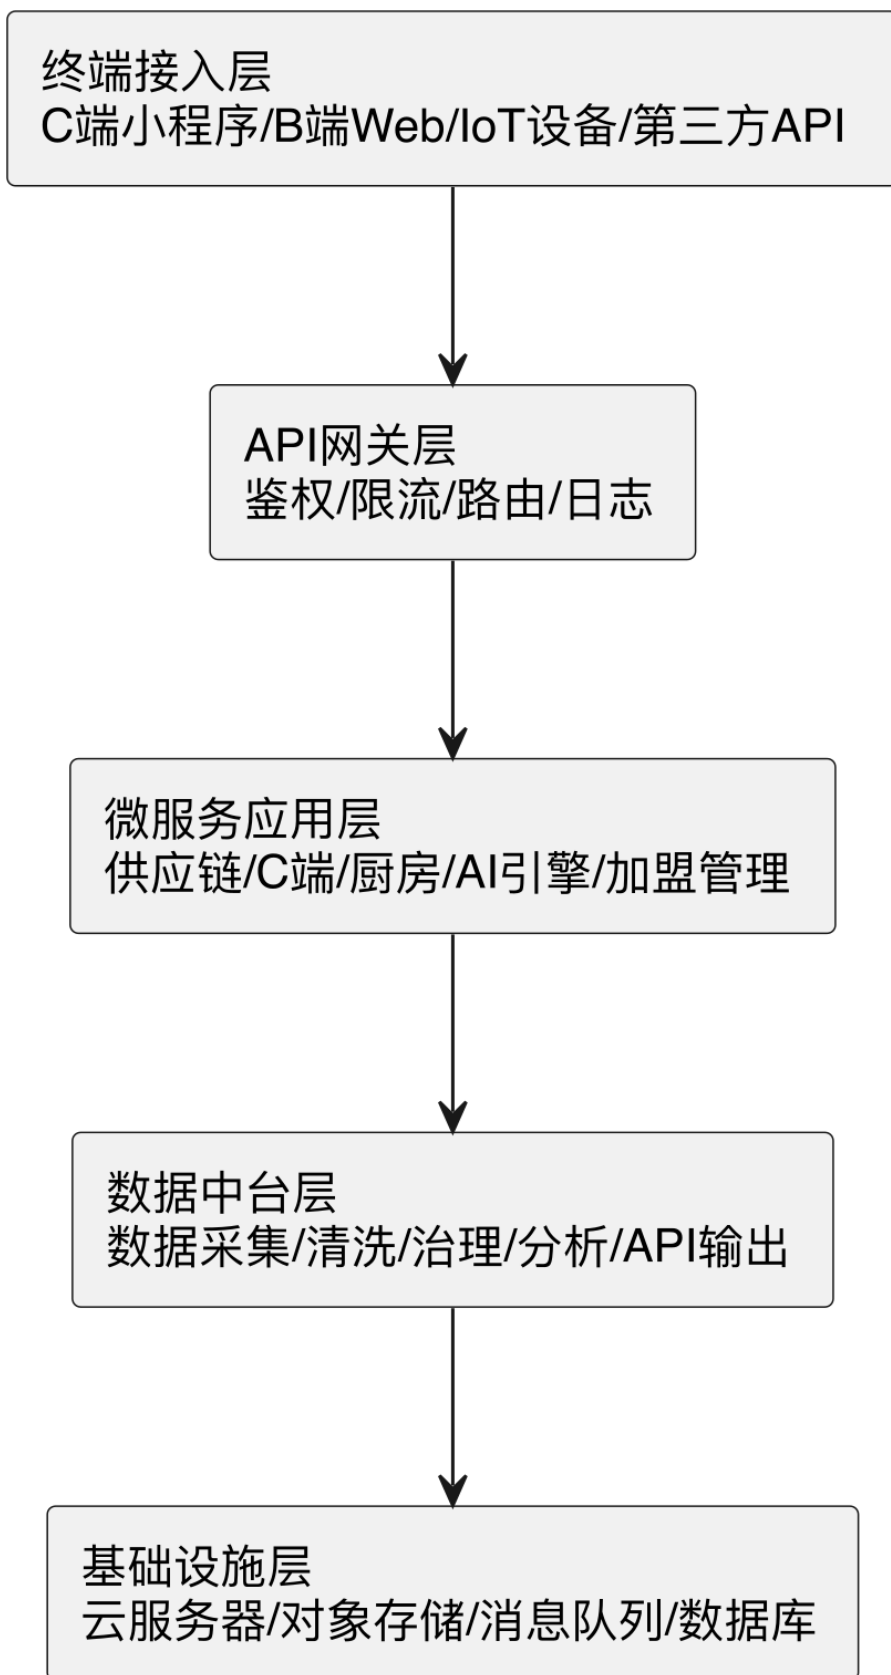 终端接入层
C端小程序/B端Web/IoT设备/第三方API
API网关层
鉴权/限流/路由/日志
微服务应用层
供应链/C端/厨房/AI引擎/加盟管理
数据中台层
数据采集/清洗/治理/分析/API输出
基础设施层
云服务器/对象存储/消息队列/数据库